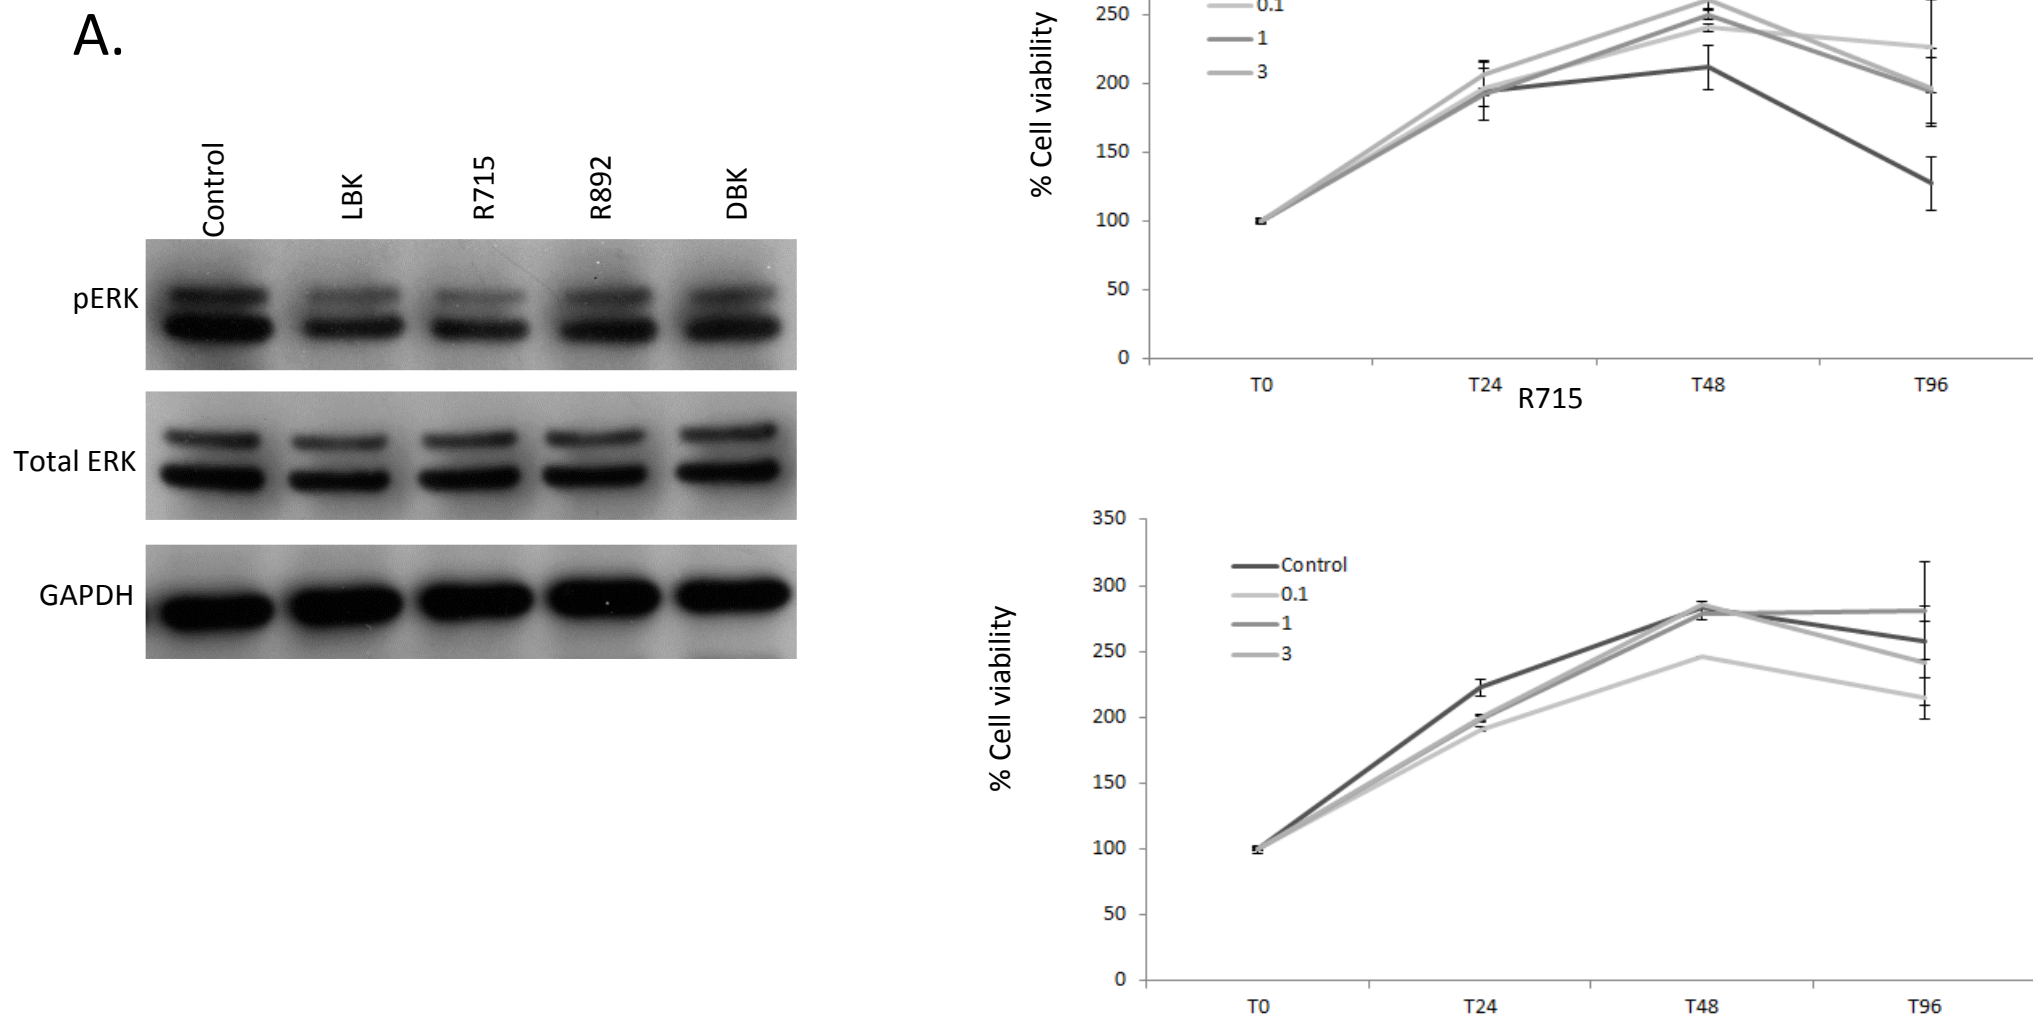 A.
Control
LBK
R715
R892
DBK
pERK
Total ERK
GAPDH
% Cell viability
250
200
150
100
50
0
0.1
1
3
T0
T24
T48
T96
R715
% Cell viability
350
300
250
200
150
100
50
0
Control
0.1
1
3
T0
T24
T48
T96